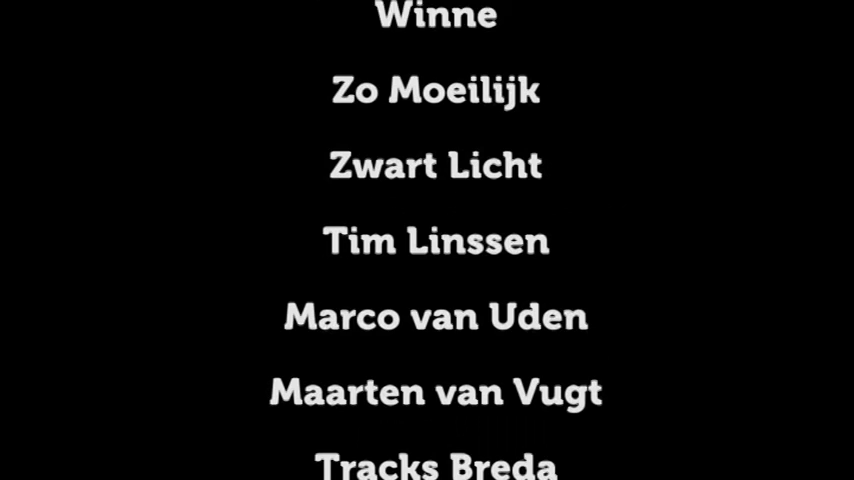 Winne
Zo Moeilijk
Zwart Licht
Tim Linssen
Marco van Uden
Maarten van Vugt
Tracks Breda